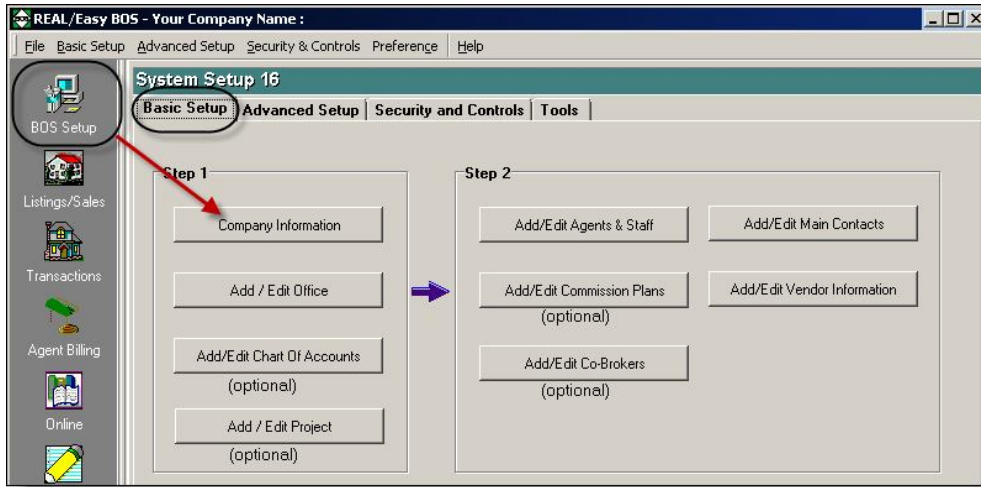 REAL/Easy BOS - Your Company Name :
File Basic Setup Advanced Setup Security & Controls Preference Help
System Setup 16
Basic Setup Advanced Setup Security and Controls Tools
BOS Setup
Listings/Sales
Transactions
Agent Billing
Online
Step 1
Company Information
Add / Edit Office
Add/Edit Chart Of Accounts
(optional)
Add / Edit Project
(optional)
Step 2
Add/Edit Agents & Staff
Add/Edit Main Contacts
Add/Edit Commission Plans
(optional)
Add/Edit Vendor Information
Add/Edit Co-Brokers
(optional)